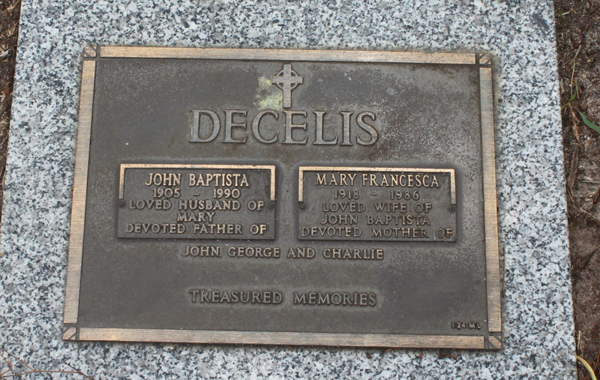 DECELIS
JOHN BAPTISTA
1905 1990
LOVED HUSBAND OF
MARY
DEVOTED FATHER OF
MARY FRANCESCA
1918 - 1986
LOVED WIFE OF
JOHN BAPTISTA
DEVOTED MOTHER OF
JOHN GEORGE AND CHARLIE
TREASURED MEMORIES